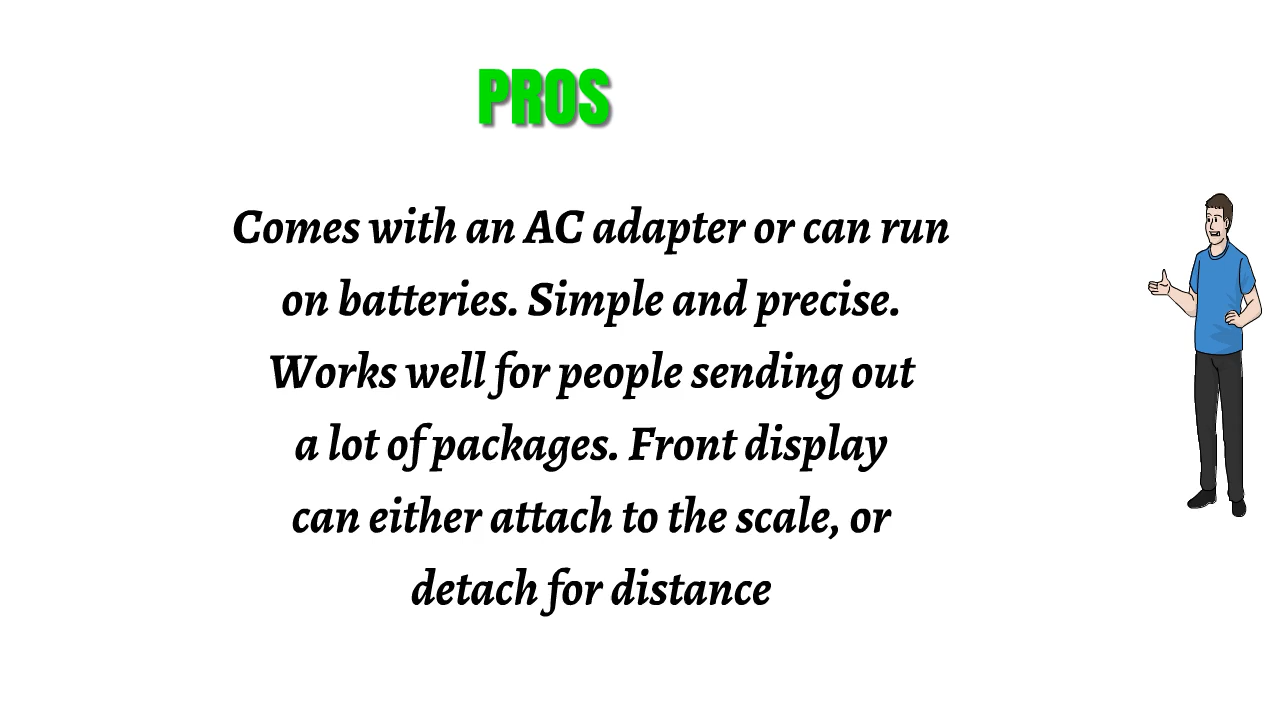 PROS
Comes with an AC adapter or can run
on batteries. Simple and precise.
Works well for people sending out
a lot of packages. Front display
can either attach to the scale, or
detach for distance